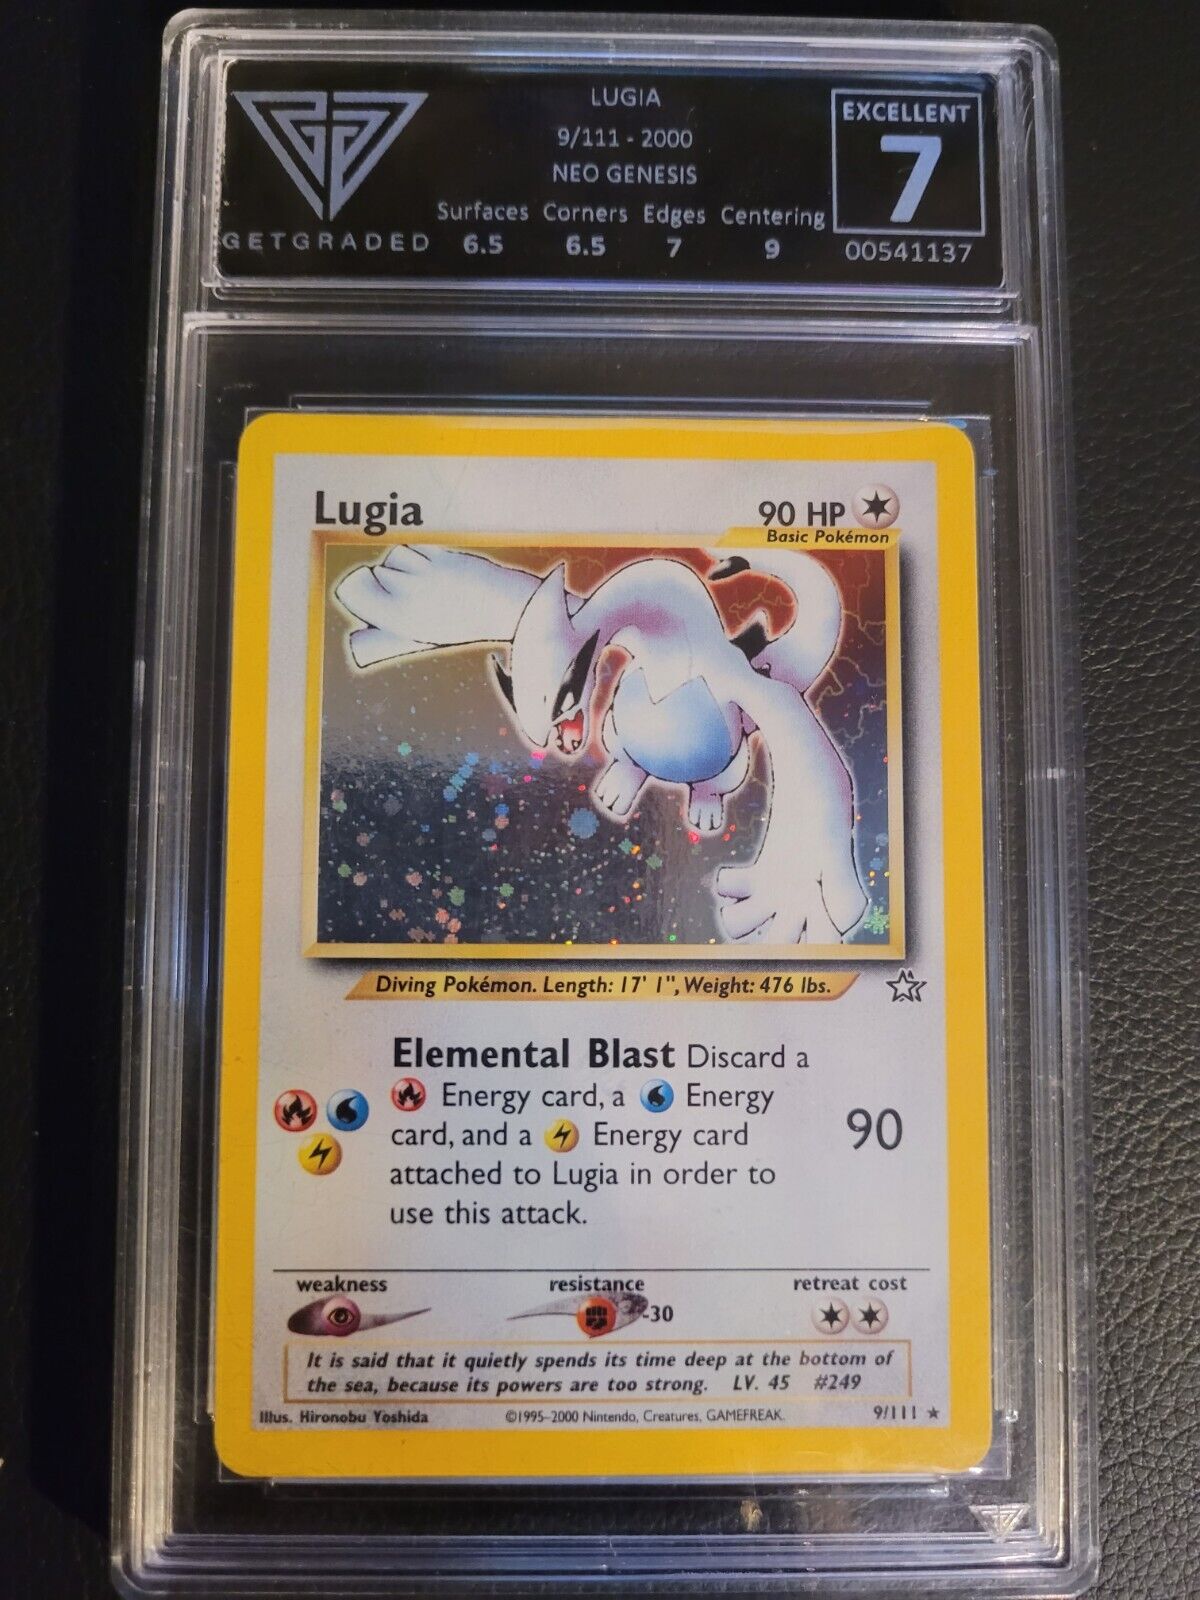 LUGIA
9/111 - 2000
NEO GENESIS
Surfaces Corners Edges Centering
6.5 6.5 7 9
GETGRADED
EXCELLENT
7
00541137
Lugia
90 HP
Basic Pokémon
Diving Pokémon. Length: 17' 1", Weight: 476 lbs.
Elemental Blast Discard a
Energy card, a Energy
card, and a Energy card
attached to Lugia in order to
use this attack.
90
weakness resistance retreat cost
-30
It is said that it quietly spends its time deep at the bottom of
the sea, because its powers are too strong. LV. 45 #249
Illus. Hironobu Yoshida ©1995-2000 Nintendo, Creatures, GAMEFREAK. 9/111 ★